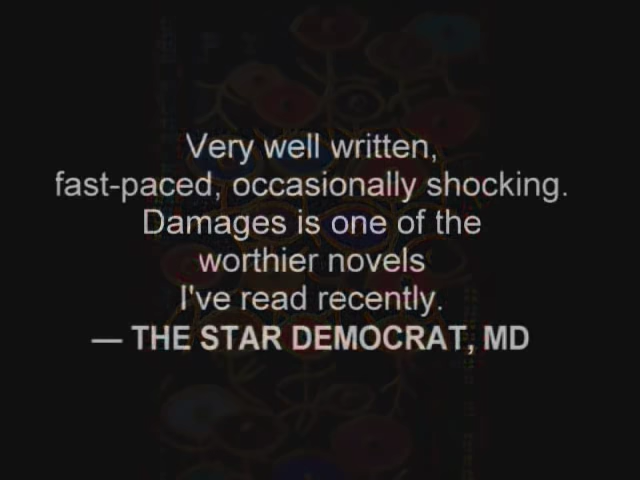 Very well written,
fast-paced, occasionally shocking.
Damages is one of the
worthier novels
I've read recently.
— THE STAR DEMOCRAT, MD